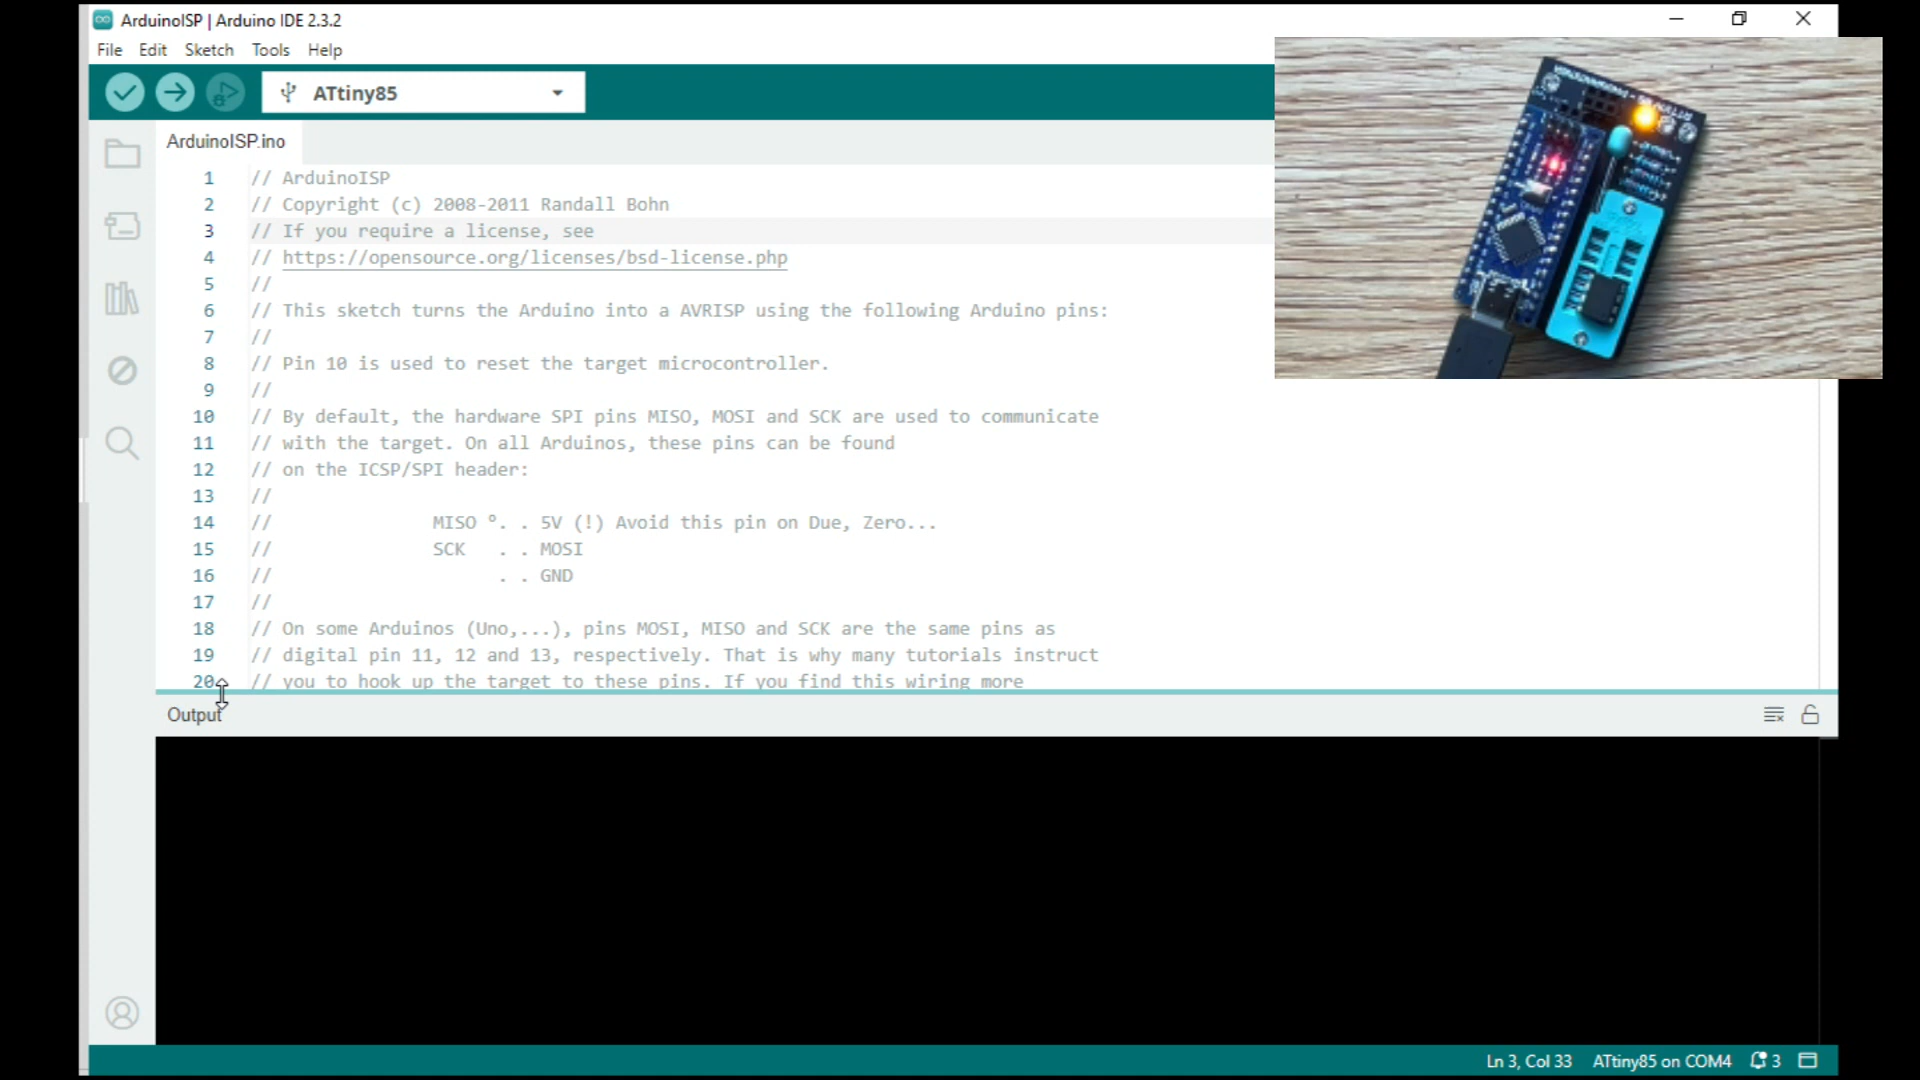 ArduinoISP | Arduino IDE 2.3.2
File Edit Sketch Tools Help
ATtiny85
ArduinoISP.ino
1 // ArduinoISP
2 // Copyright (c) 2008-2011 Randall Bohn
3 // If you require a license, see
4 // https://opensource.org/licenses/bsd-license.php
5 //
6 // This sketch turns the Arduino into a AVRISP using the following Arduino pins:
7 //
8 // Pin 10 is used to reset the target microcontroller.
9 //
10 // By default, the hardware SPI pins MISO, MOSI and SCK are used to communicate
11 // with the target. On all Arduinos, these pins can be found
12 // on the ICSP/SPI header:
13 //
14 // MISO °. . 5V (!) Avoid this pin on Due, Zero...
15 // SCK . . MOSI
16 // . . GND
17 //
18 // On some Arduinos (Uno,...), pins MOSI, MISO and SCK are the same pins as
19 // digital pin 11, 12 and 13, respectively. That is why many tutorials instruct
20 // you to hook up the target to these pins. If you find this wiring more
Output
Ln 3, Col 33 ATtiny85 on COM4 3